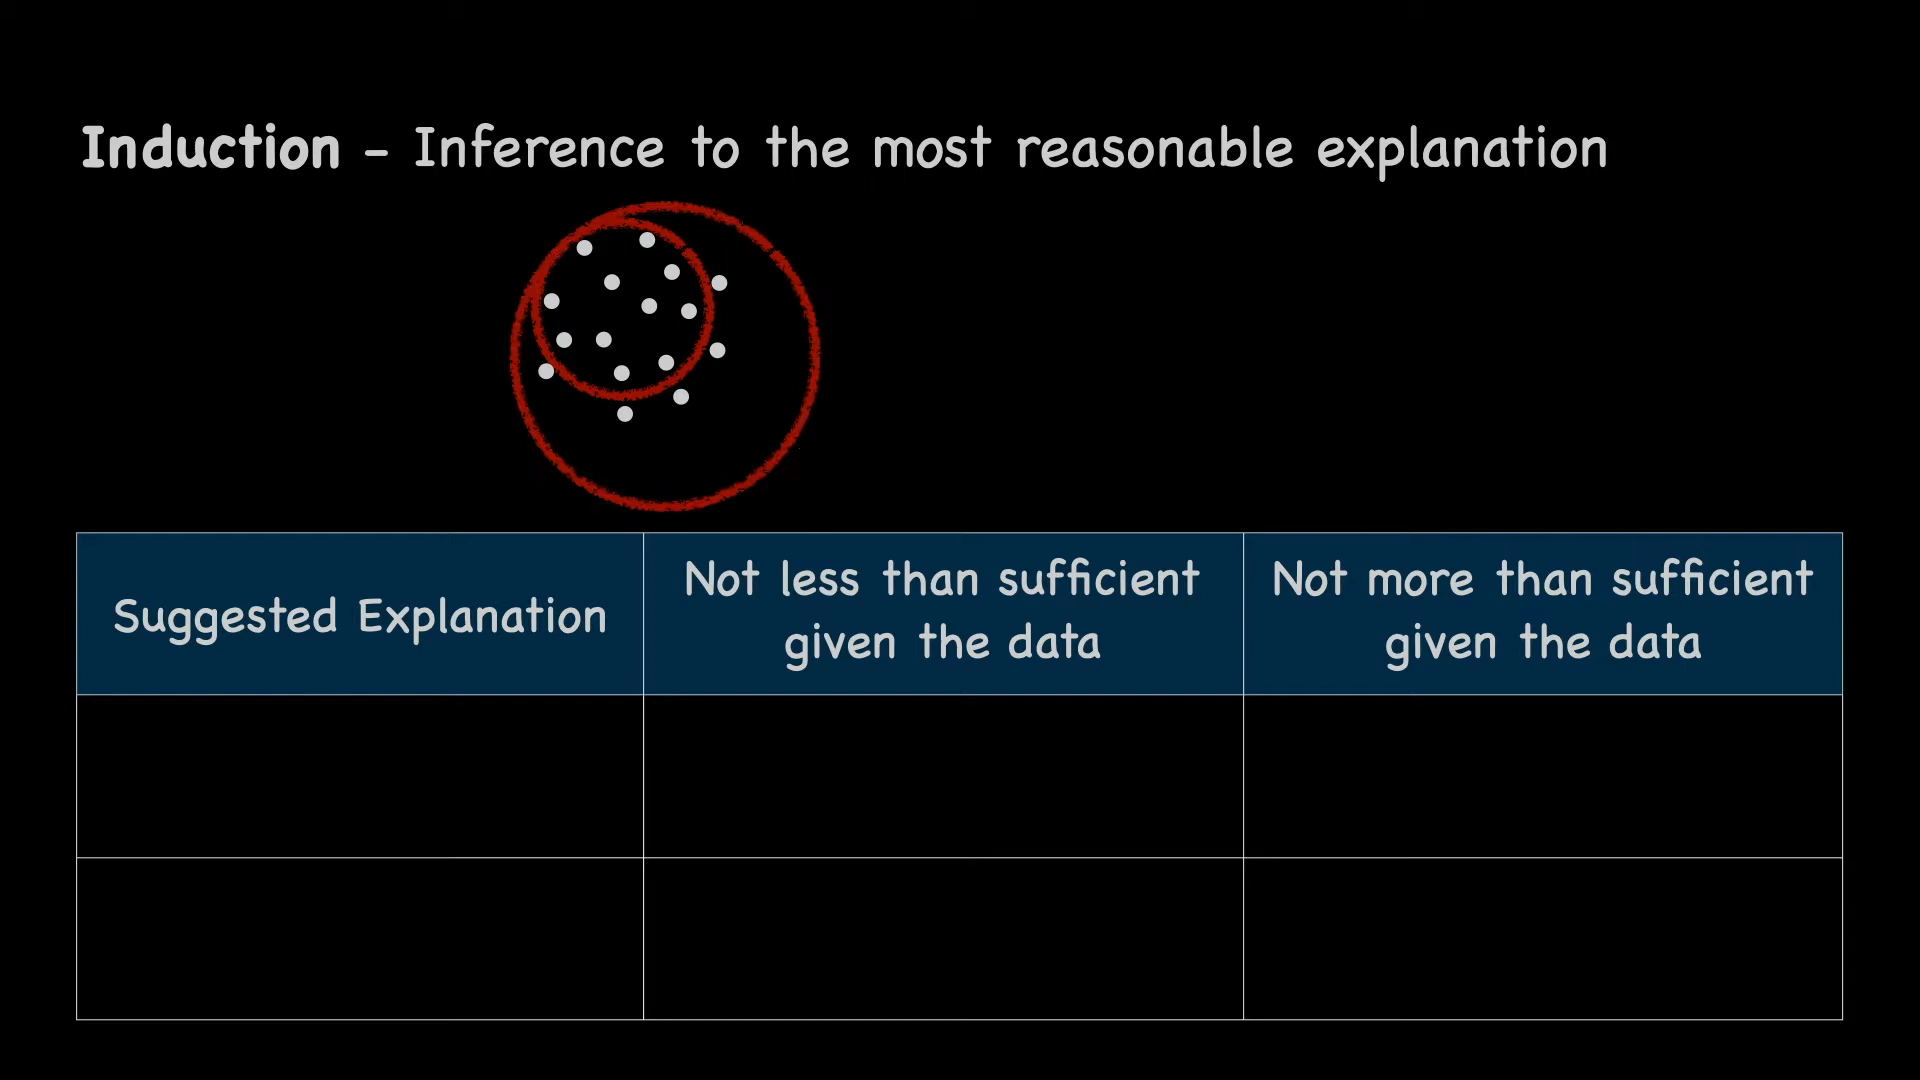 Induction - Inference to the most reasonable explanation
Suggested Explanation
Not less than sufficient
given the data
Not more than sufficient
given the data